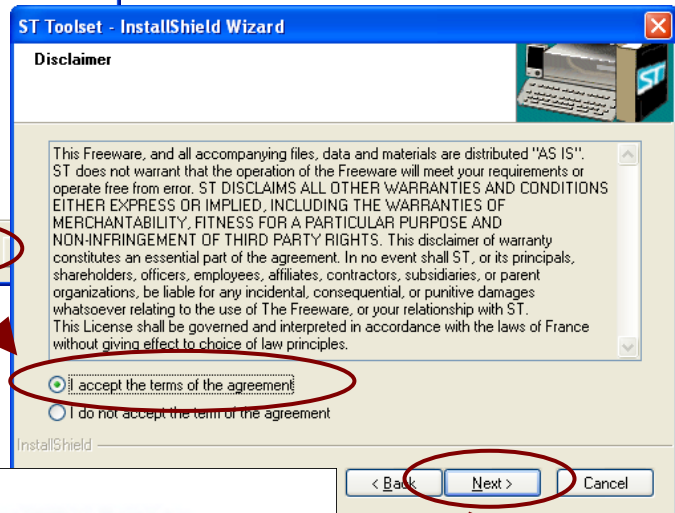 ST Toolset - InstallShield Wizard
Disclaimer
ST
This Freeware, and all accompanying files, data and materials are distributed "AS IS".
ST does not warrant that the operation of the Freeware will meet your requirements or
operate free from error. ST DISCLAIMS ALL OTHER WARRANTIES AND CONDITIONS
EITHER EXPRESS OR IMPLIED, INCLUDING THE WARRANTIES OF
MERCHANTABILITY, FITNESS FOR A PARTICULAR PURPOSE AND
NON-INFRINGEMENT OF THIRD PARTY RIGHTS. This disclaimer of warranty
constitutes an essential part of the agreement. In no event shall ST, or its principals,
shareholders, officers, employees, affiliates, contractors, subsidiaries, or parent
organizations, be liable for any incidental, consequential, or punitive damages
whatsoever relating to the use of The Freeware, or your relationship with ST.
This License shall be governed and interpreted in accordance with the laws of France
without giving effect to choice of law principles.
I accept the terms of the agreement
I do not accept the term of the agreement
InstallShield
< Back Next > Cancel